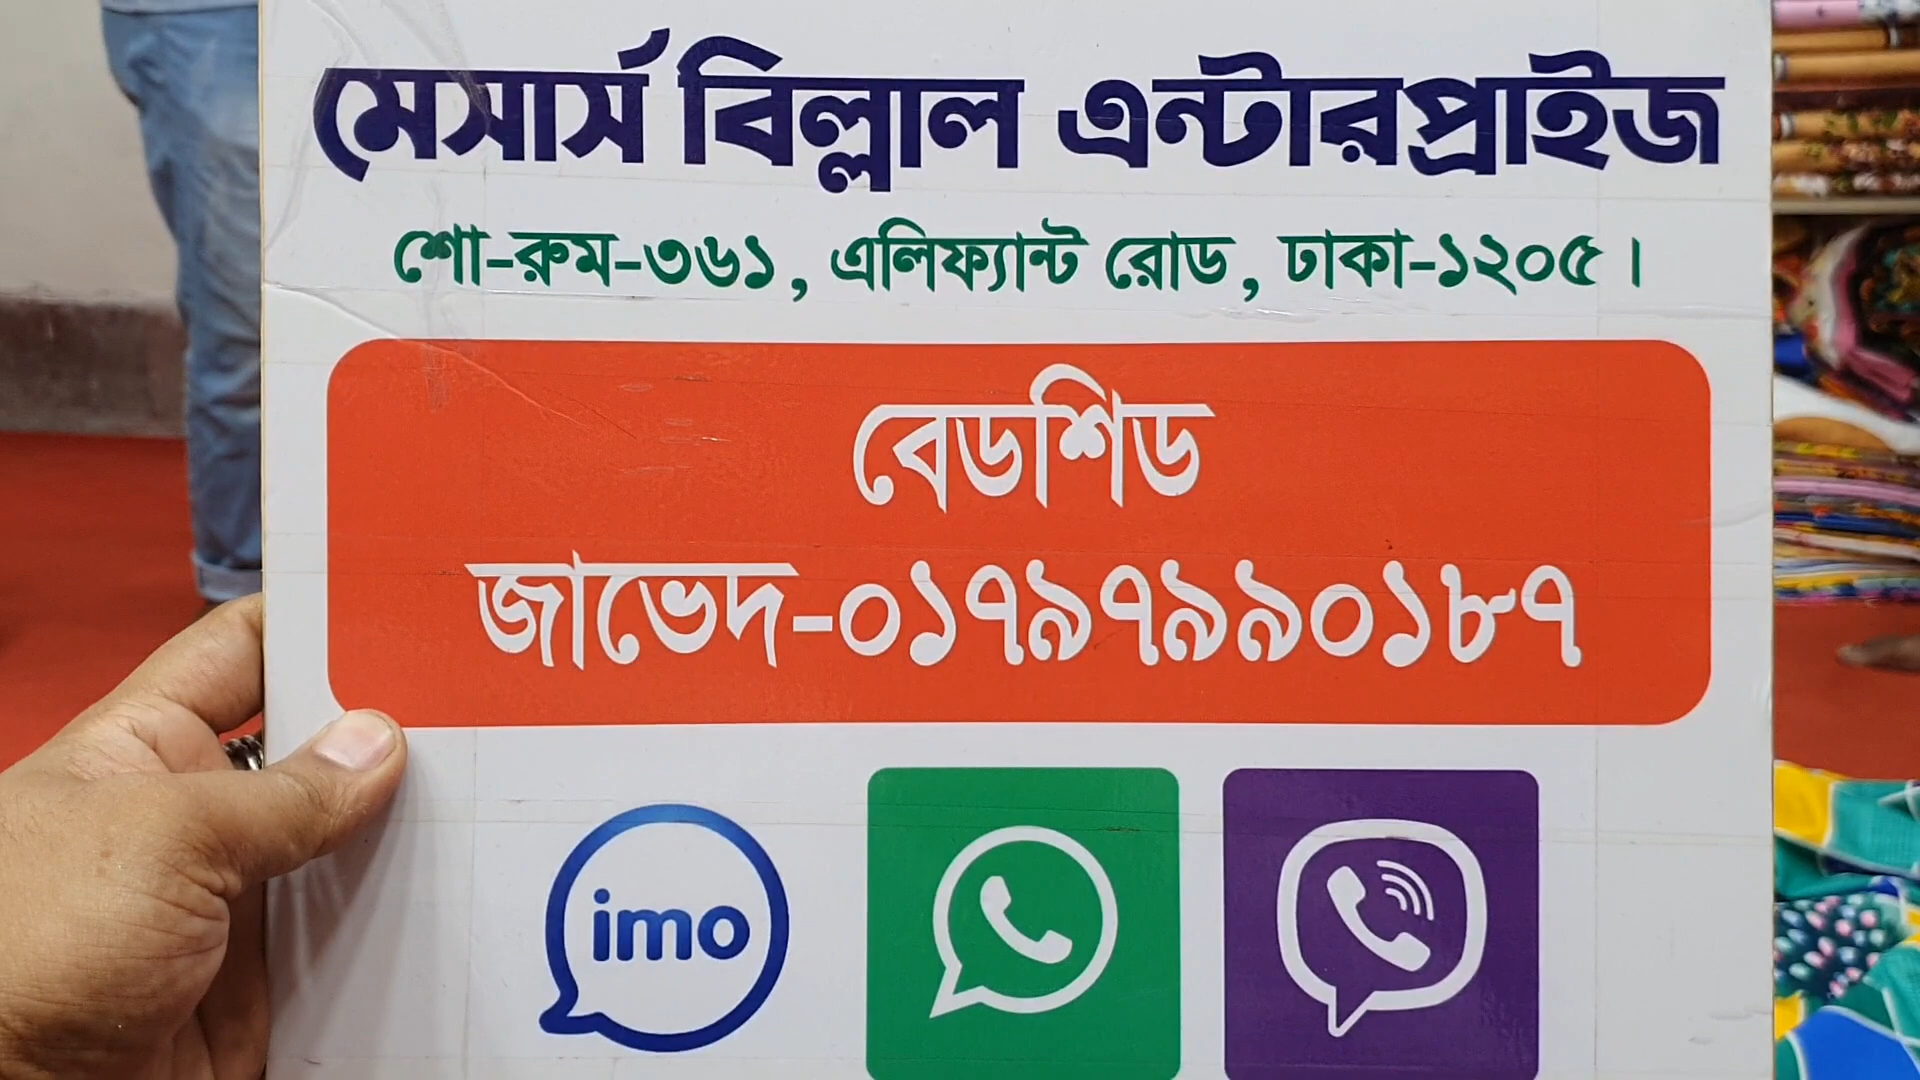 মেসার্স বিল্লাল এন্টারপ্রাইজ
শো-রুম-৩৬১, এলিফ্যান্ট রোড, ঢাকা-১২০৫।
বেডশিড
জাভেদ-০১৭৯৭৯৯০১৮৭
imo